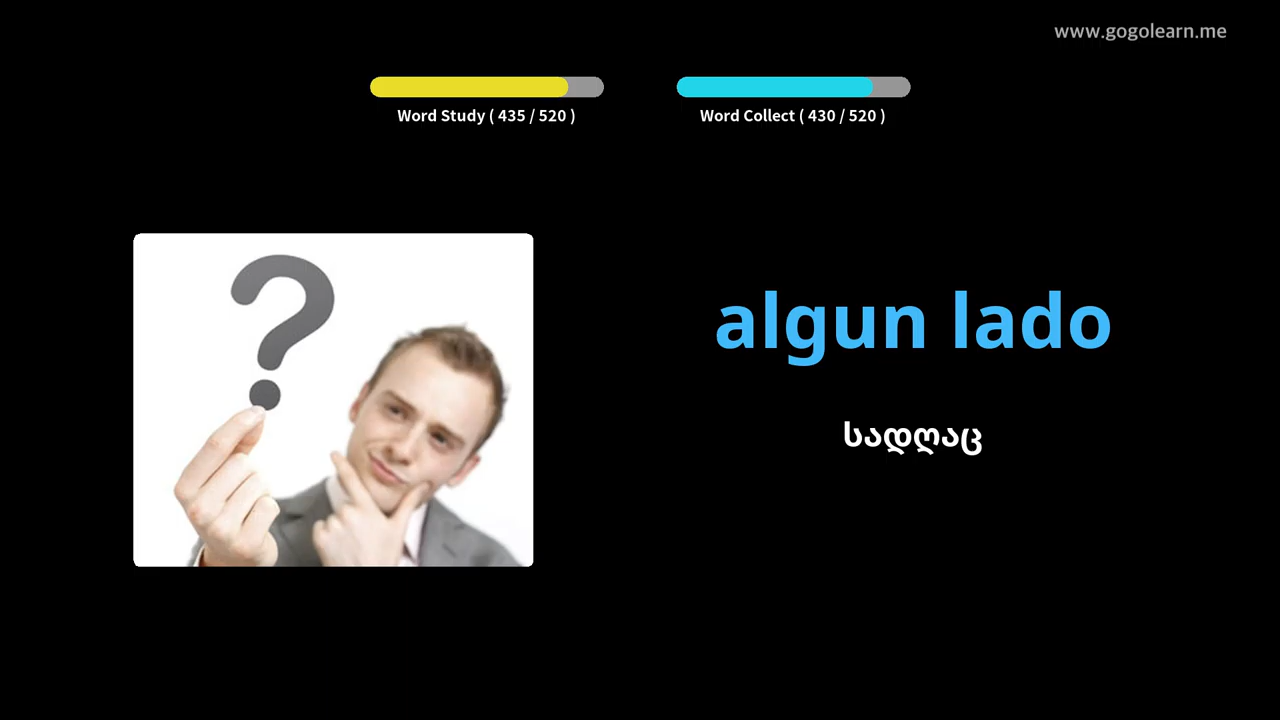 www.gogolearn.me
Word Study ( 435 / 520 )
Word Collect ( 430 / 520 )
algun lado
სადღაც